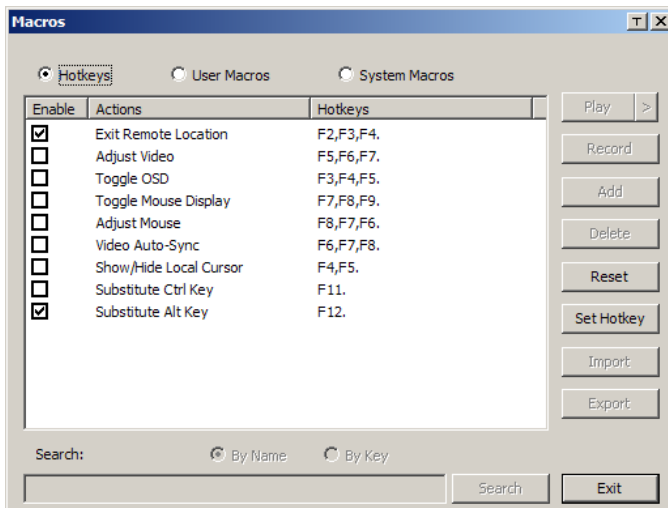 Macros
Hotkeys User Macros System Macros
Enable Actions Hotkeys
Exit Remote Location F2,F3,F4.
Adjust Video F5,F6,F7.
Toggle OSD F3,F4,F5.
Toggle Mouse Display F7,F8,F9.
Adjust Mouse F8,F7,F6.
Video Auto-Sync F6,F7,F8.
Show/Hide Local Cursor F4,F5.
Substitute Ctrl Key F11.
Substitute Alt Key F12.
Play >
Record
Add
Delete
Reset
Set Hotkey
Import
Export
Search: By Name By Key
Search Exit